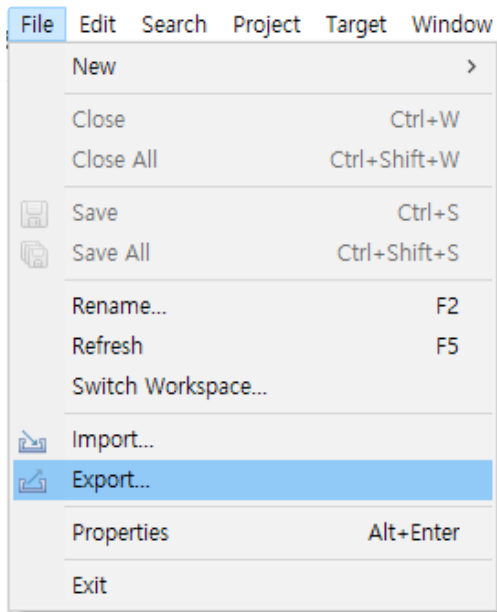 File Edit Search Project Target Window
New >
Close Ctrl+W
Close All Ctrl+Shift+W
Save Ctrl+S
Save All Ctrl+Shift+S
Rename... F2
Refresh F5
Switch Workspace...
Import...
Export...
Properties Alt+Enter
Exit